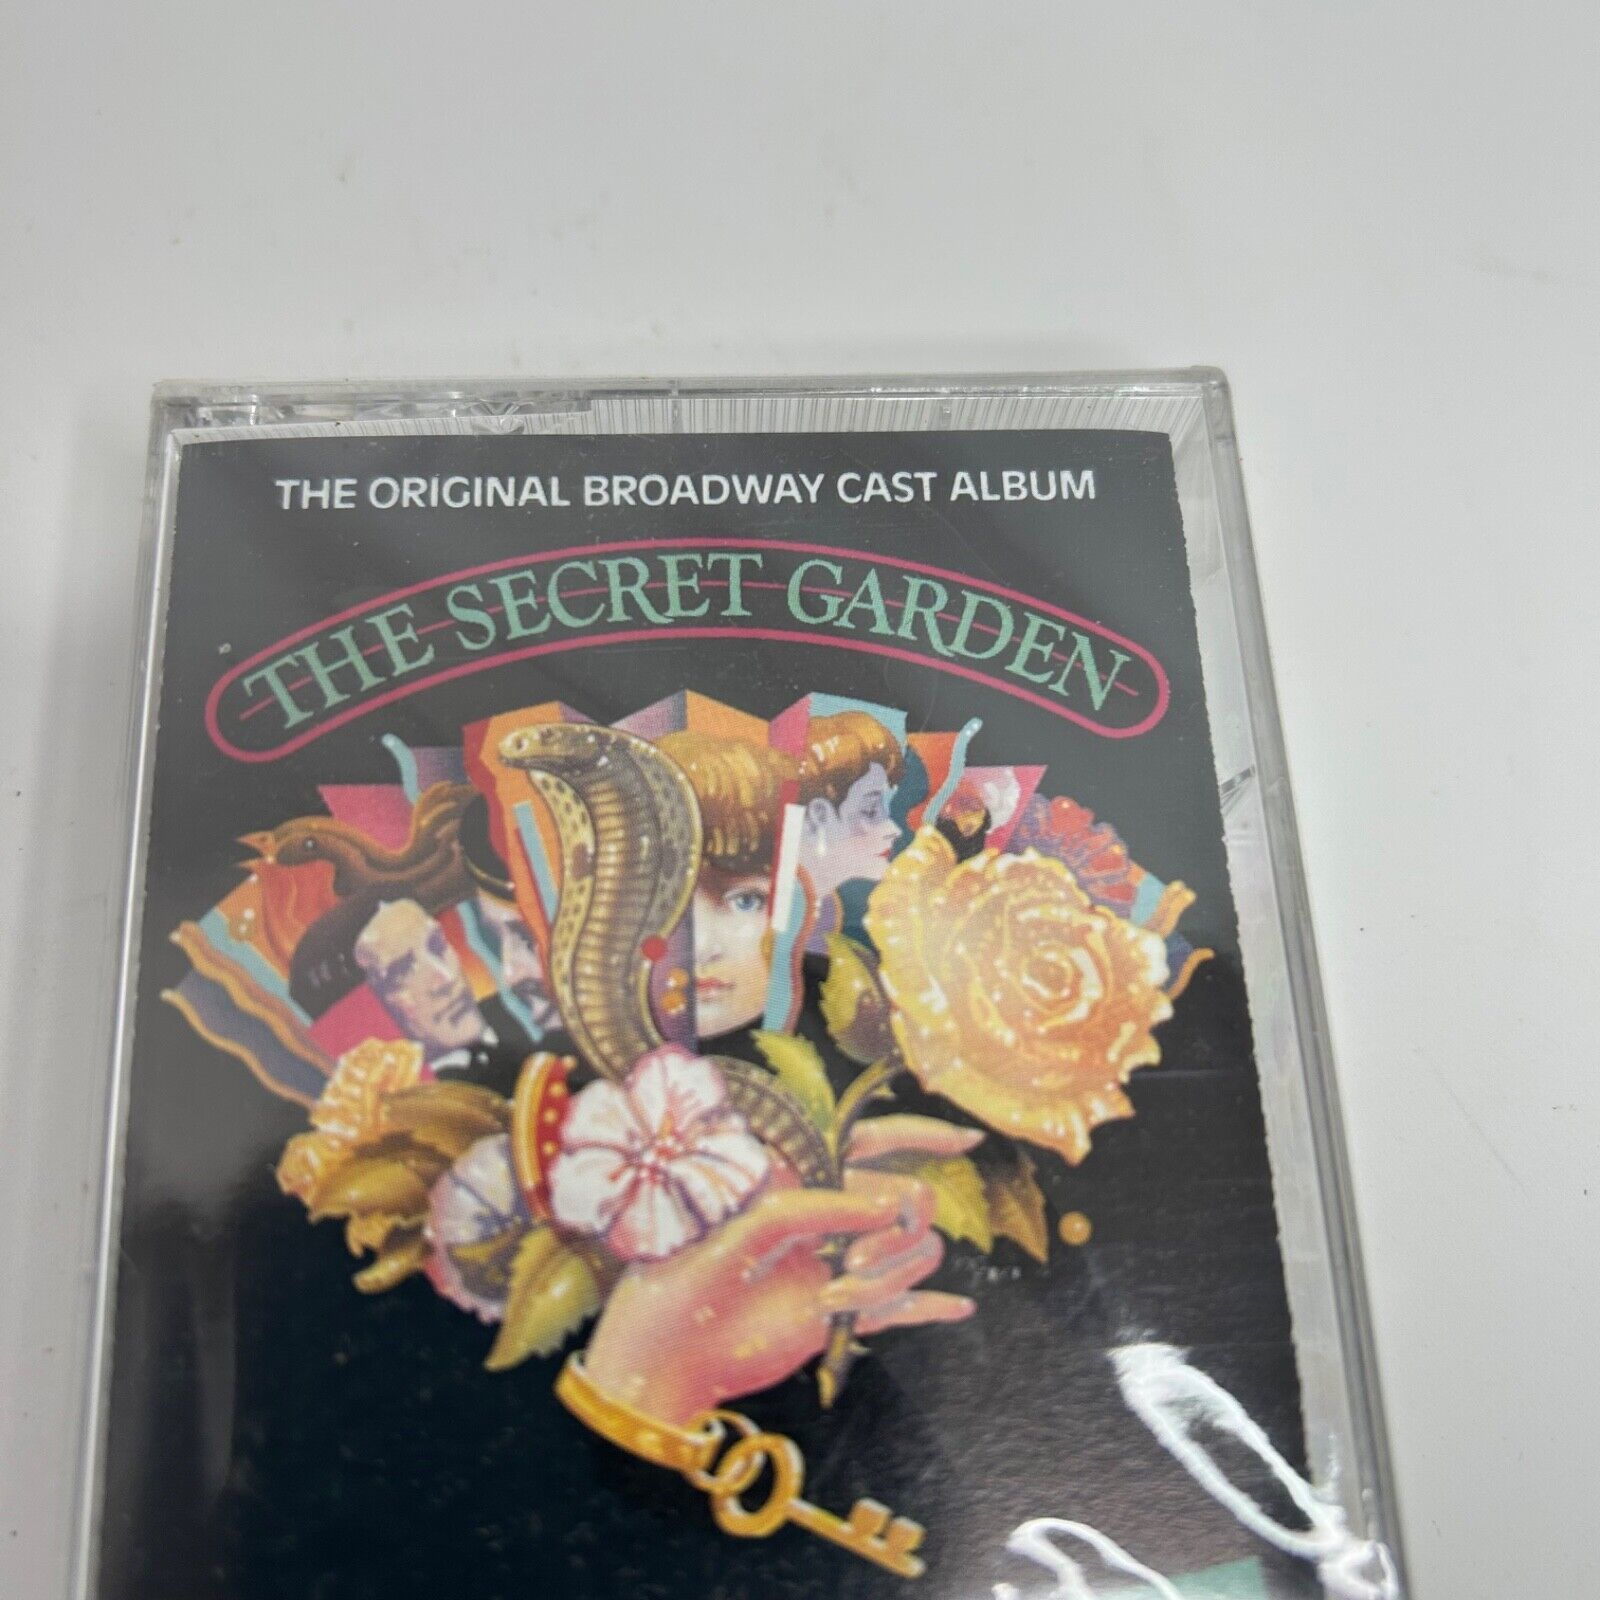 THE ORIGINAL BROADWAY CAST ALBUM
THE SECRET GARDEN